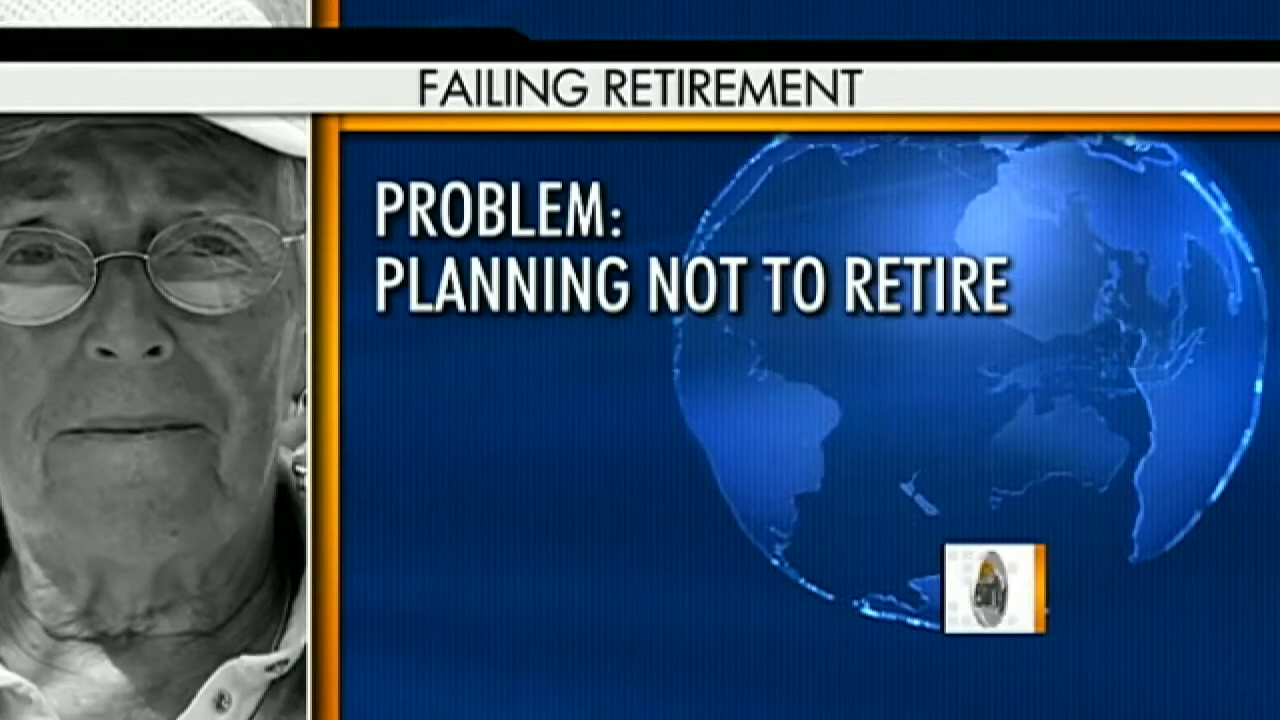 FAILING RETIREMENT
PROBLEM:
PLANNING NOT TO RETIRE